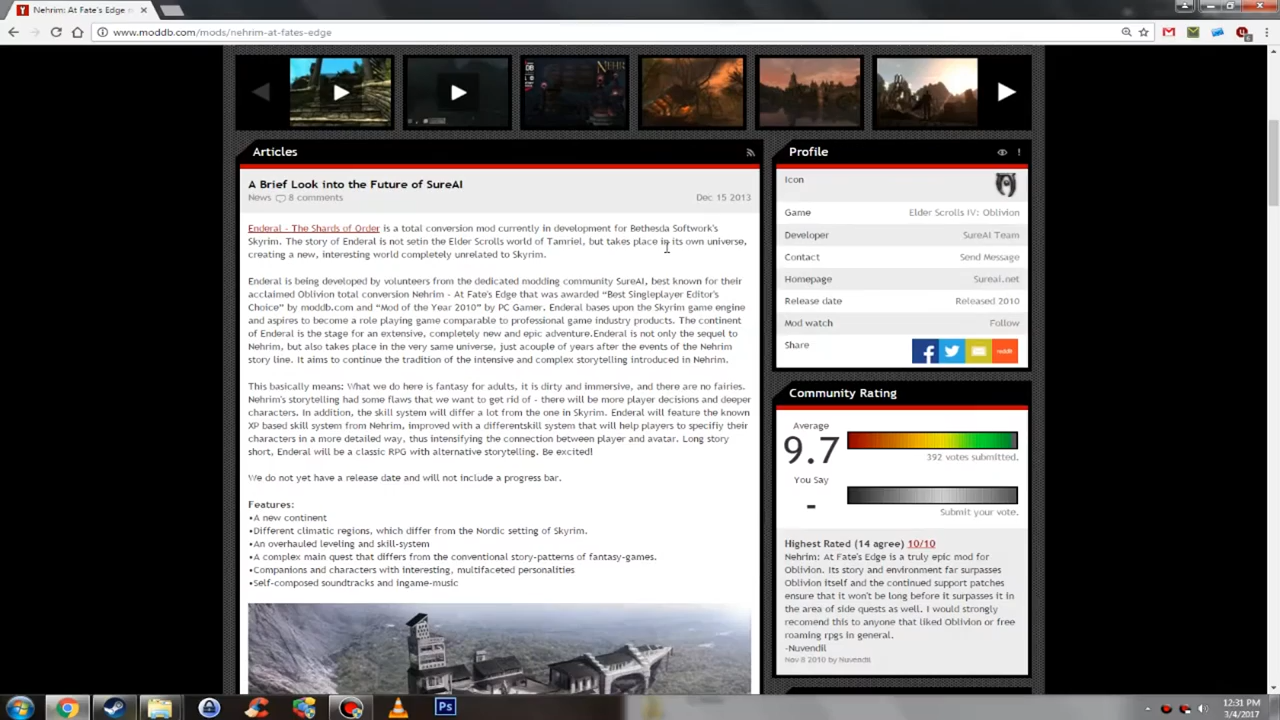 Nehrim: At Fate's Edge
www.moddb.com/mods/nehrim-at-fates-edge
NEHR
Articles
A Brief Look into the Future of SureAI
News 8 comments
Dec 15 2013
Enderal - The Shards of Order is a total conversion mod currently in development for Bethesda Softwork's
Skyrim. The story of Enderal is not setin the Elder Scrolls world of Tamriel, but takes place in its own universe,
creating a new, interesting world completely unrelated to Skyrim.
Enderal is being developed by volunteers from the dedicated modding community SureAI, best known for their
acclaimed Oblivion total conversion Nehrim - At Fate's Edge that was awarded “Best Singleplayer Editor's
Choice” by moddb.com and “Mod of the Year 2010” by PC Gamer. Enderal bases upon the Skyrim game engine
and aspires to become a role playing game comparable to professional game industry products. The continent
of Enderal is the stage for an extensive, completely new and epic adventure.Enderal is not only the sequel to
Nehrim, but also takes place in the very same universe, just acouple of years after the events of the Nehrim
story line. It aims to continue the tradition of the intensive and complex storytelling introduced in Nehrim.
This basically means: What we do here is fantasy for adults, it is dirty and immersive, and there are no fairies.
Nehrim's storytelling had some flaws that we want to get rid of - there will be more player decisions and deeper
characters. In addition, the skill system will differ a lot from the one in Skyrim. Enderal will feature the known
XP based skill system from Nehrim, improved with a differentskill system that will help players to specifiy their
characters in a more detailed way, thus intensifying the connection between player and avatar. Long story
short, Enderal will be a classic RPG with alternative storytelling. Be excited!
We do not yet have a release date and will not include a progress bar.
Features:
•A new continent
•Different climatic regions, which differ from the Nordic setting of Skyrim.
•An overhauled leveling and skill-system
•A complex main quest that differs from the conventional story-patterns of fantasy-games.
•Companions and characters with interesting, multifaceted personalities
•Self-composed soundtracks and ingame-music
Profile
Icon
Game Elder Scrolls IV: Oblivion
Developer SureAI Team
Contact Send Message
Homepage Sureai.net
Release date Released 2010
Mod watch Follow
Share
reddit
Community Rating
Average
9.7
392 votes submitted.
You Say
-
Submit your vote.
Highest Rated (14 agree) 10/10
Nehrim: At Fate's Edge is a truly epic mod for
Oblivion. Its story and environment far surpasses
Oblivion itself and the continued support patches
ensure that it won't be long before it surpasses it in
the area of side quests as well. I would strongly
recomend this to anyone that liked Oblivion or free
roaming rpgs in general.
-Nuvendil
Nov 8 2010 by Nuvendil
Ps
12:31 PM
3/4/2017